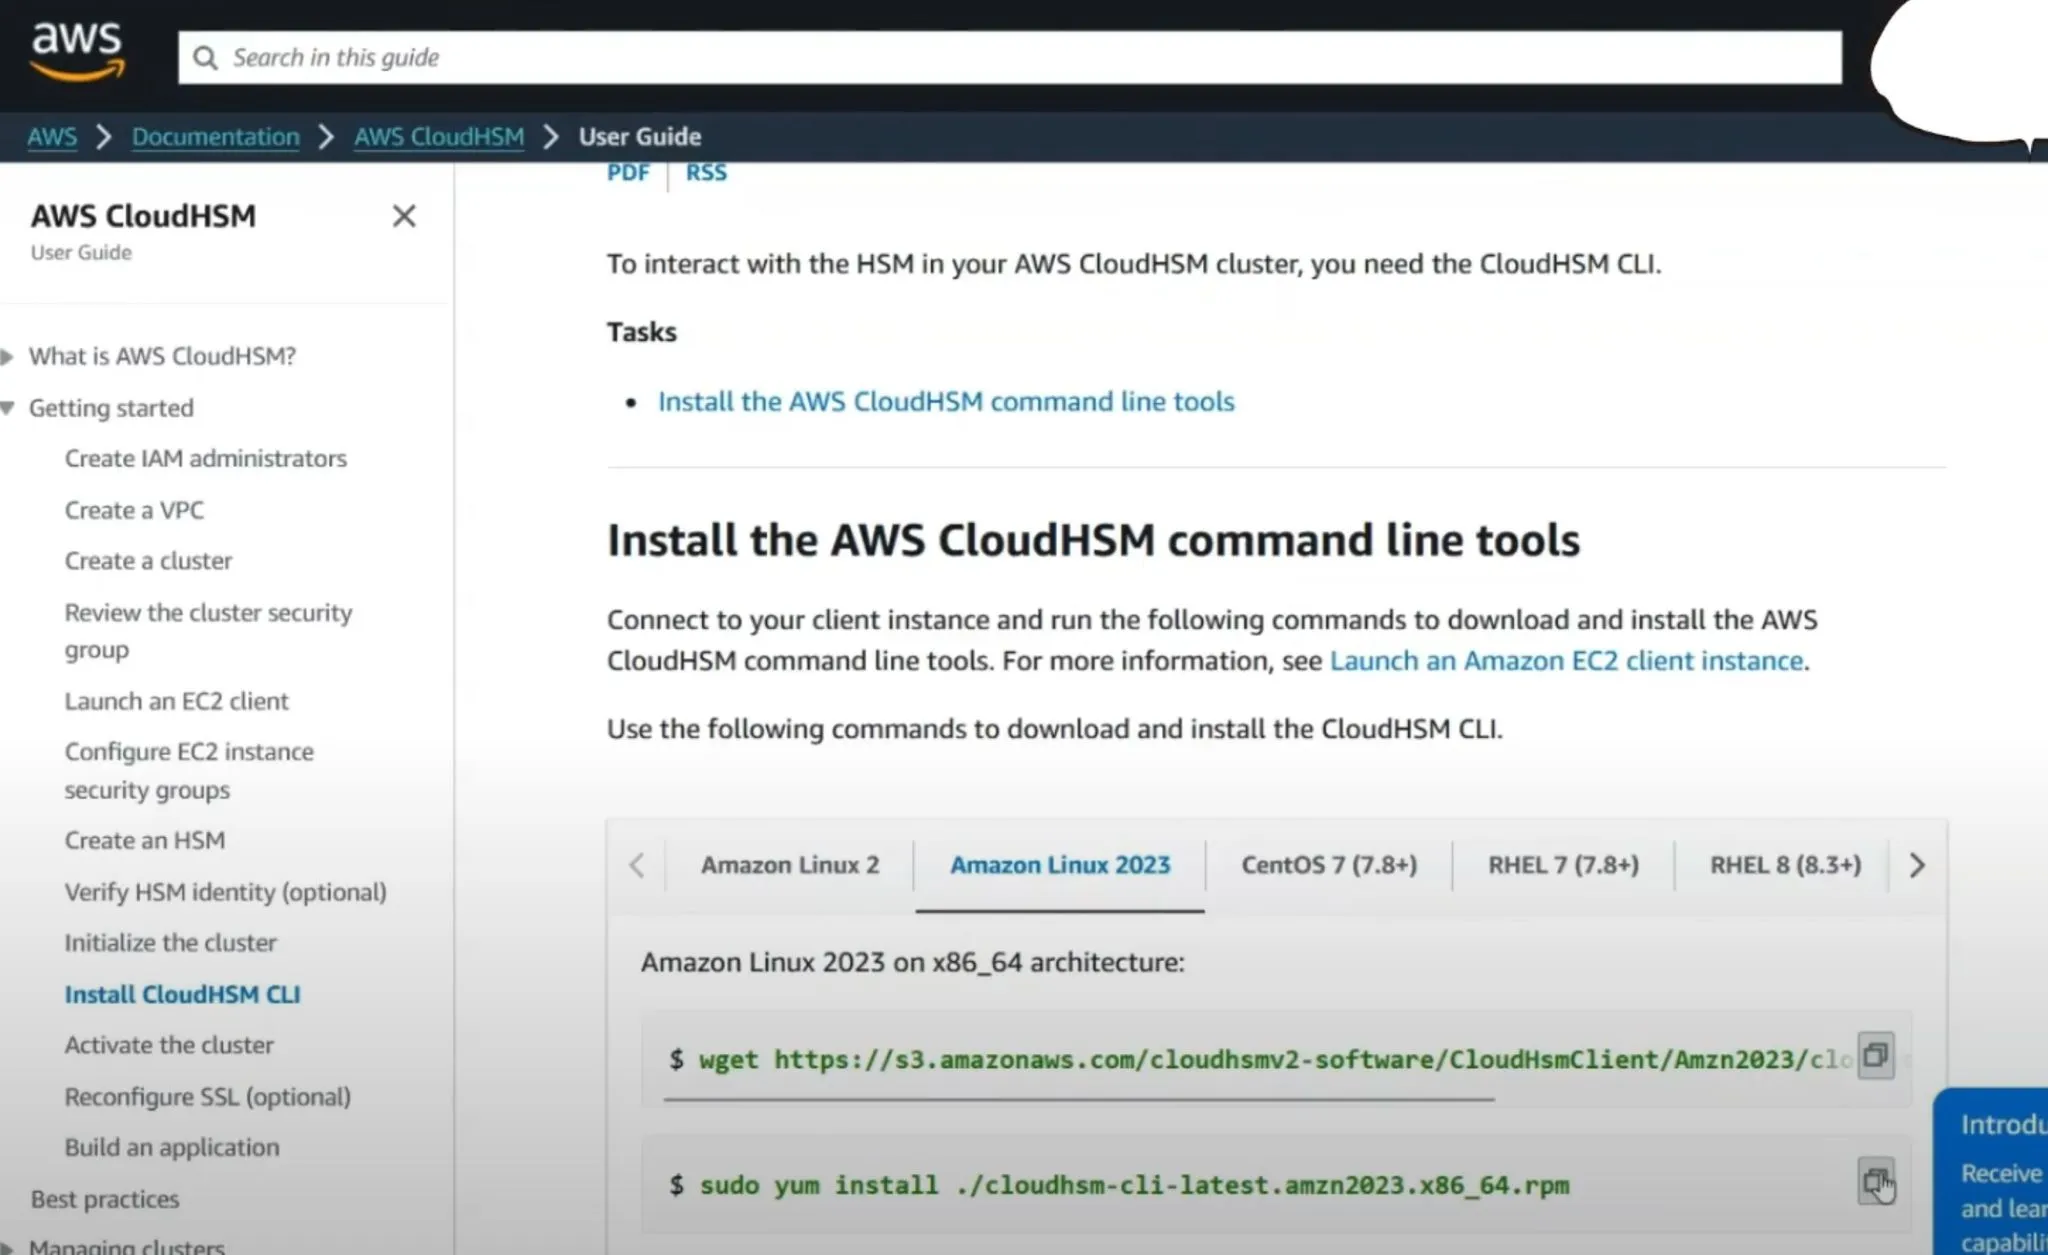 aws
Search in this guide
AWS > Documentation > AWS CloudHSM > User Guide
AWS CloudHSM
User Guide
What is AWS CloudHSM?
Getting started
Create IAM administrators
Create a VPC
Create a cluster
Review the cluster security
group
Launch an EC2 client
Configure EC2 instance
security groups
Create an HSM
Verify HSM identity (optional)
Initialize the cluster
Install CloudHSM CLI
Activate the cluster
Reconfigure SSL (optional)
Build an application
Best practices
Managing clusters
PDF | RSS
To interact with the HSM in your AWS CloudHSM cluster, you need the CloudHSM CLI.
Tasks
• Install the AWS CloudHSM command line tools
Install the AWS CloudHSM command line tools
Connect to your client instance and run the following commands to download and install the AWS
CloudHSM command line tools. For more information, see Launch an Amazon EC2 client instance.
Use the following commands to download and install the CloudHSM CLI.
Amazon Linux 2 | Amazon Linux 2023 | CentOS 7 (7.8+) | RHEL 7 (7.8+) | RHEL 8 (8.3+)
Amazon Linux 2023 on x86_64 architecture:
$ wget https://s3.amazonaws.com/cloudhsmv2-software/CloudHsmClient/Amzn2023/clo
$ sudo yum install ./cloudhsm-cli-latest.amzn2023.x86_64.rpm
Introdu
Receive
and lear
capabili